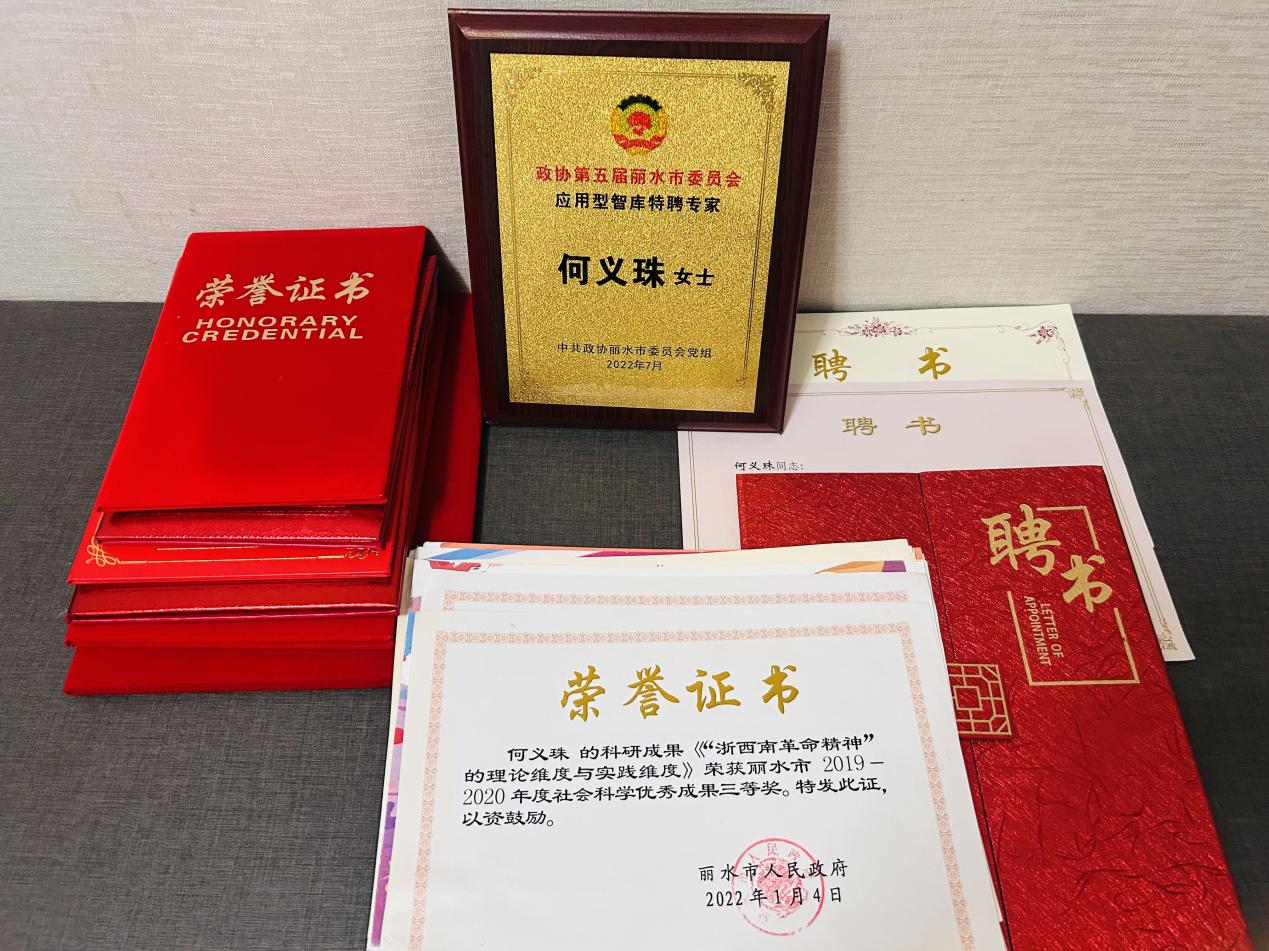 政协第五届丽水市委员会
应用型智库特聘专家
何义珠 女士
中共政协丽水市委员会党组
2022年7月
荣誉证书
HONORARY
CREDENTIAL
聘 书
聘 书
何义珠同志：
聘书
LETTER OF
APPOINTMENT
荣誉证书
何义珠 的科研成果《“浙西南革命精神”
的理论维度与实践维度》荣获丽水市 2019－
2020 年度社会科学优秀成果三等奖。特发此证，
以资鼓励。
丽水市人民政府
2022 年 1 月 4 日